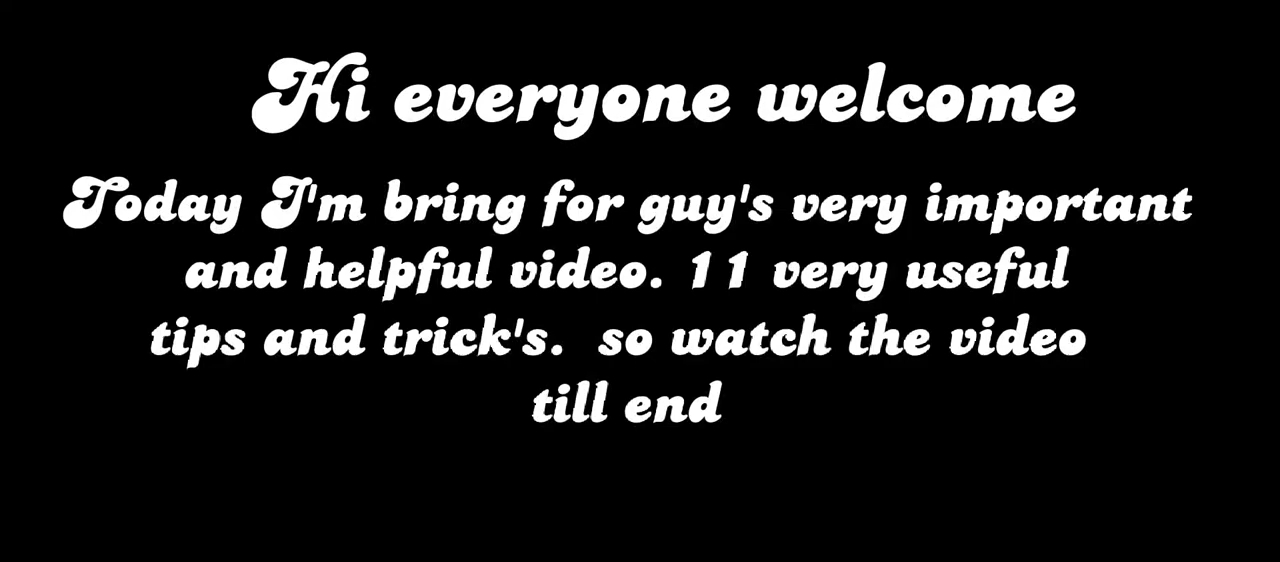 Hi everyone welcome
Today I'm bring for guy's very important
and helpful video. 11 very useful
tips and trick's. so watch the video
till end